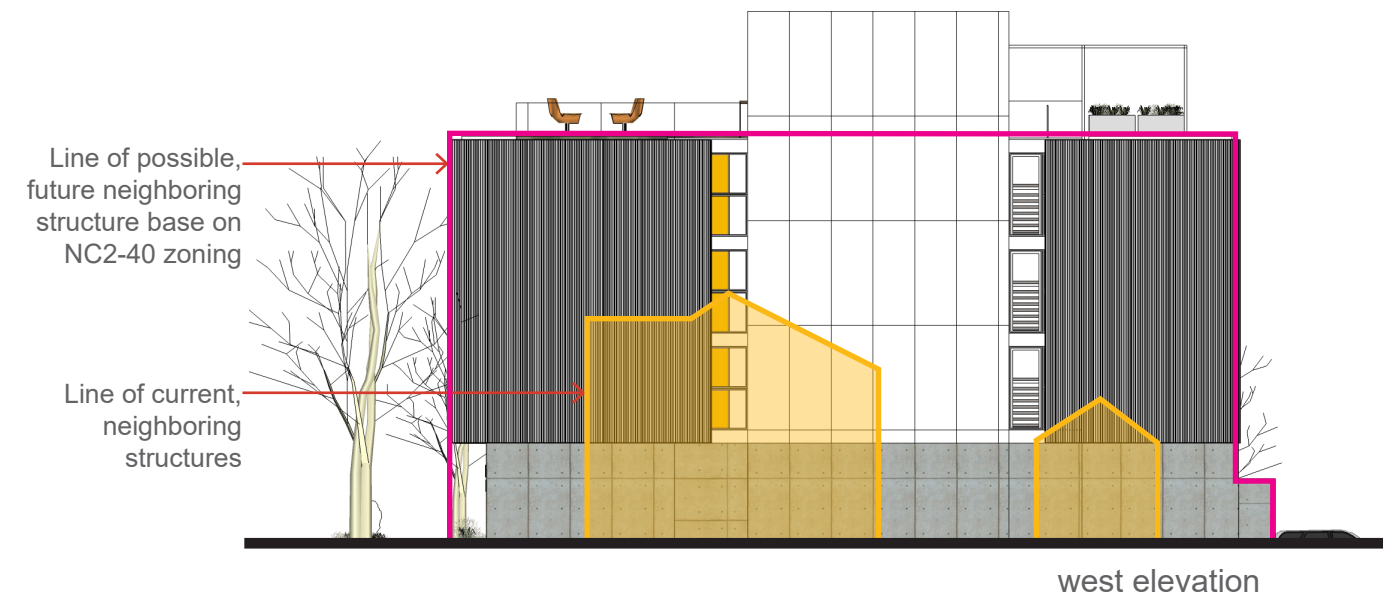 Line of possible,
future neighboring
structure base on
NC2-40 zoning
Line of current,
neighboring
structures
west elevation